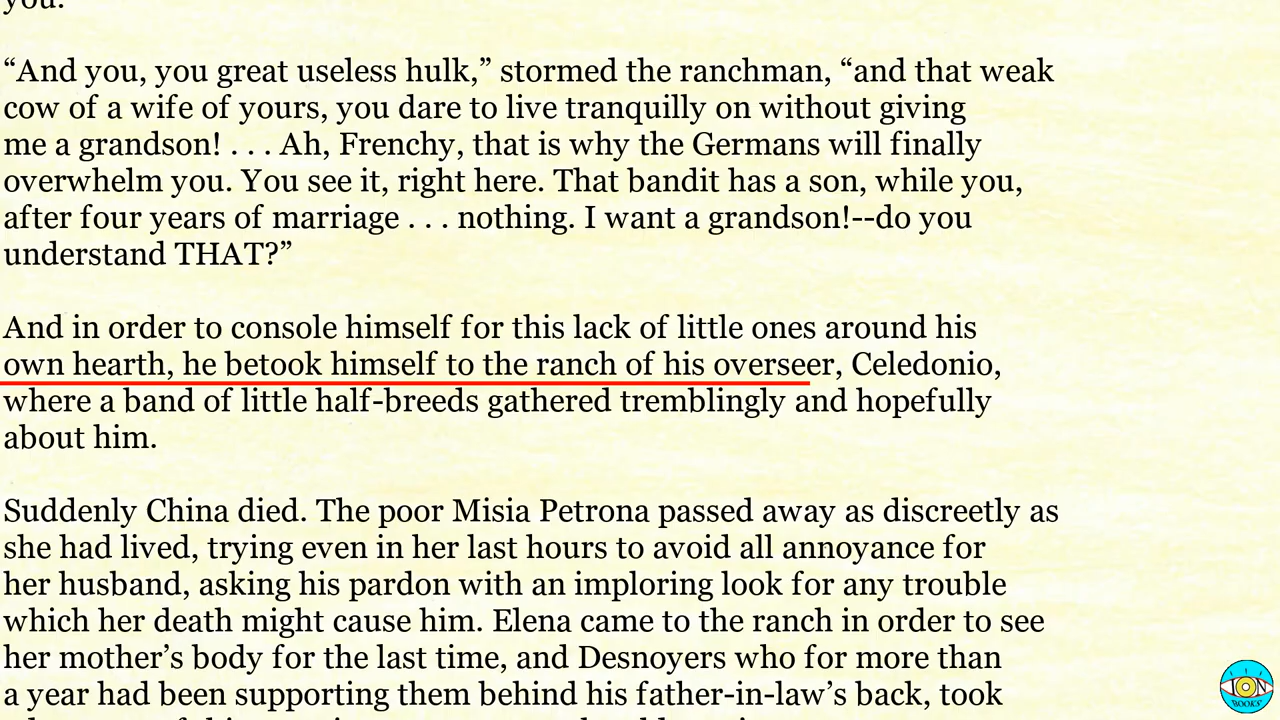 you.
“And you, you great useless hulk,” stormed the ranchman, “and that weak
cow of a wife of yours, you dare to live tranquilly on without giving
me a grandson! . . . Ah, Frenchy, that is why the Germans will finally
overwhelm you. You see it, right here. That bandit has a son, while you,
after four years of marriage . . . nothing. I want a grandson!--do you
understand THAT?”
And in order to console himself for this lack of little ones around his
own hearth, he betook himself to the ranch of his overseer, Celedonio,
where a band of little half-breeds gathered tremblingly and hopefully
about him.
Suddenly China died. The poor Misia Petrona passed away as discreetly as
she had lived, trying even in her last hours to avoid all annoyance for
her husband, asking his pardon with an imploring look for any trouble
which her death might cause him. Elena came to the ranch in order to see
her mother’s body for the last time, and Desnoyers who for more than
a year had been supporting them behind his father-in-law’s back, took
ION
BOOKS